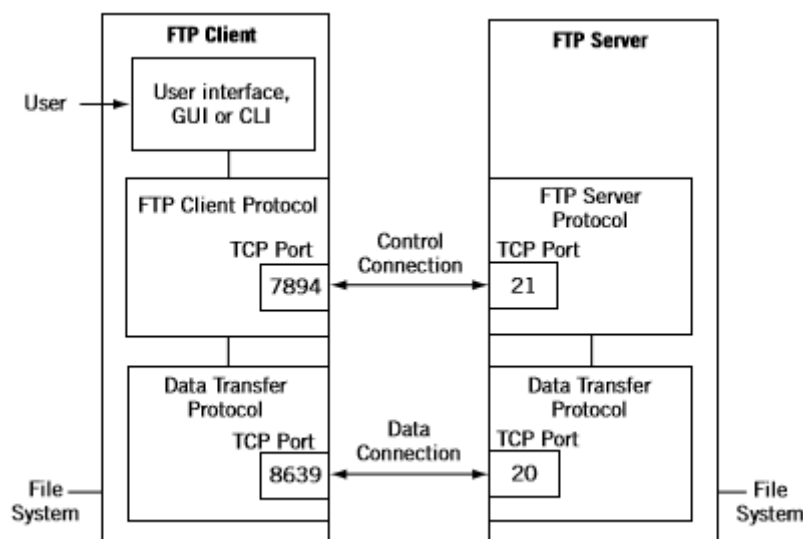 FTP Client
FTP Server
User
User interface,
GUI or CLI
FTP Client Protocol
FTP Server
Protocol
TCP Port
7894
Control
Connection
TCP Port
21
Data Transfer
Protocol
Data Transfer
Protocol
TCP Port
8639
Data
Connection
TCP Port
20
File
System
File
System